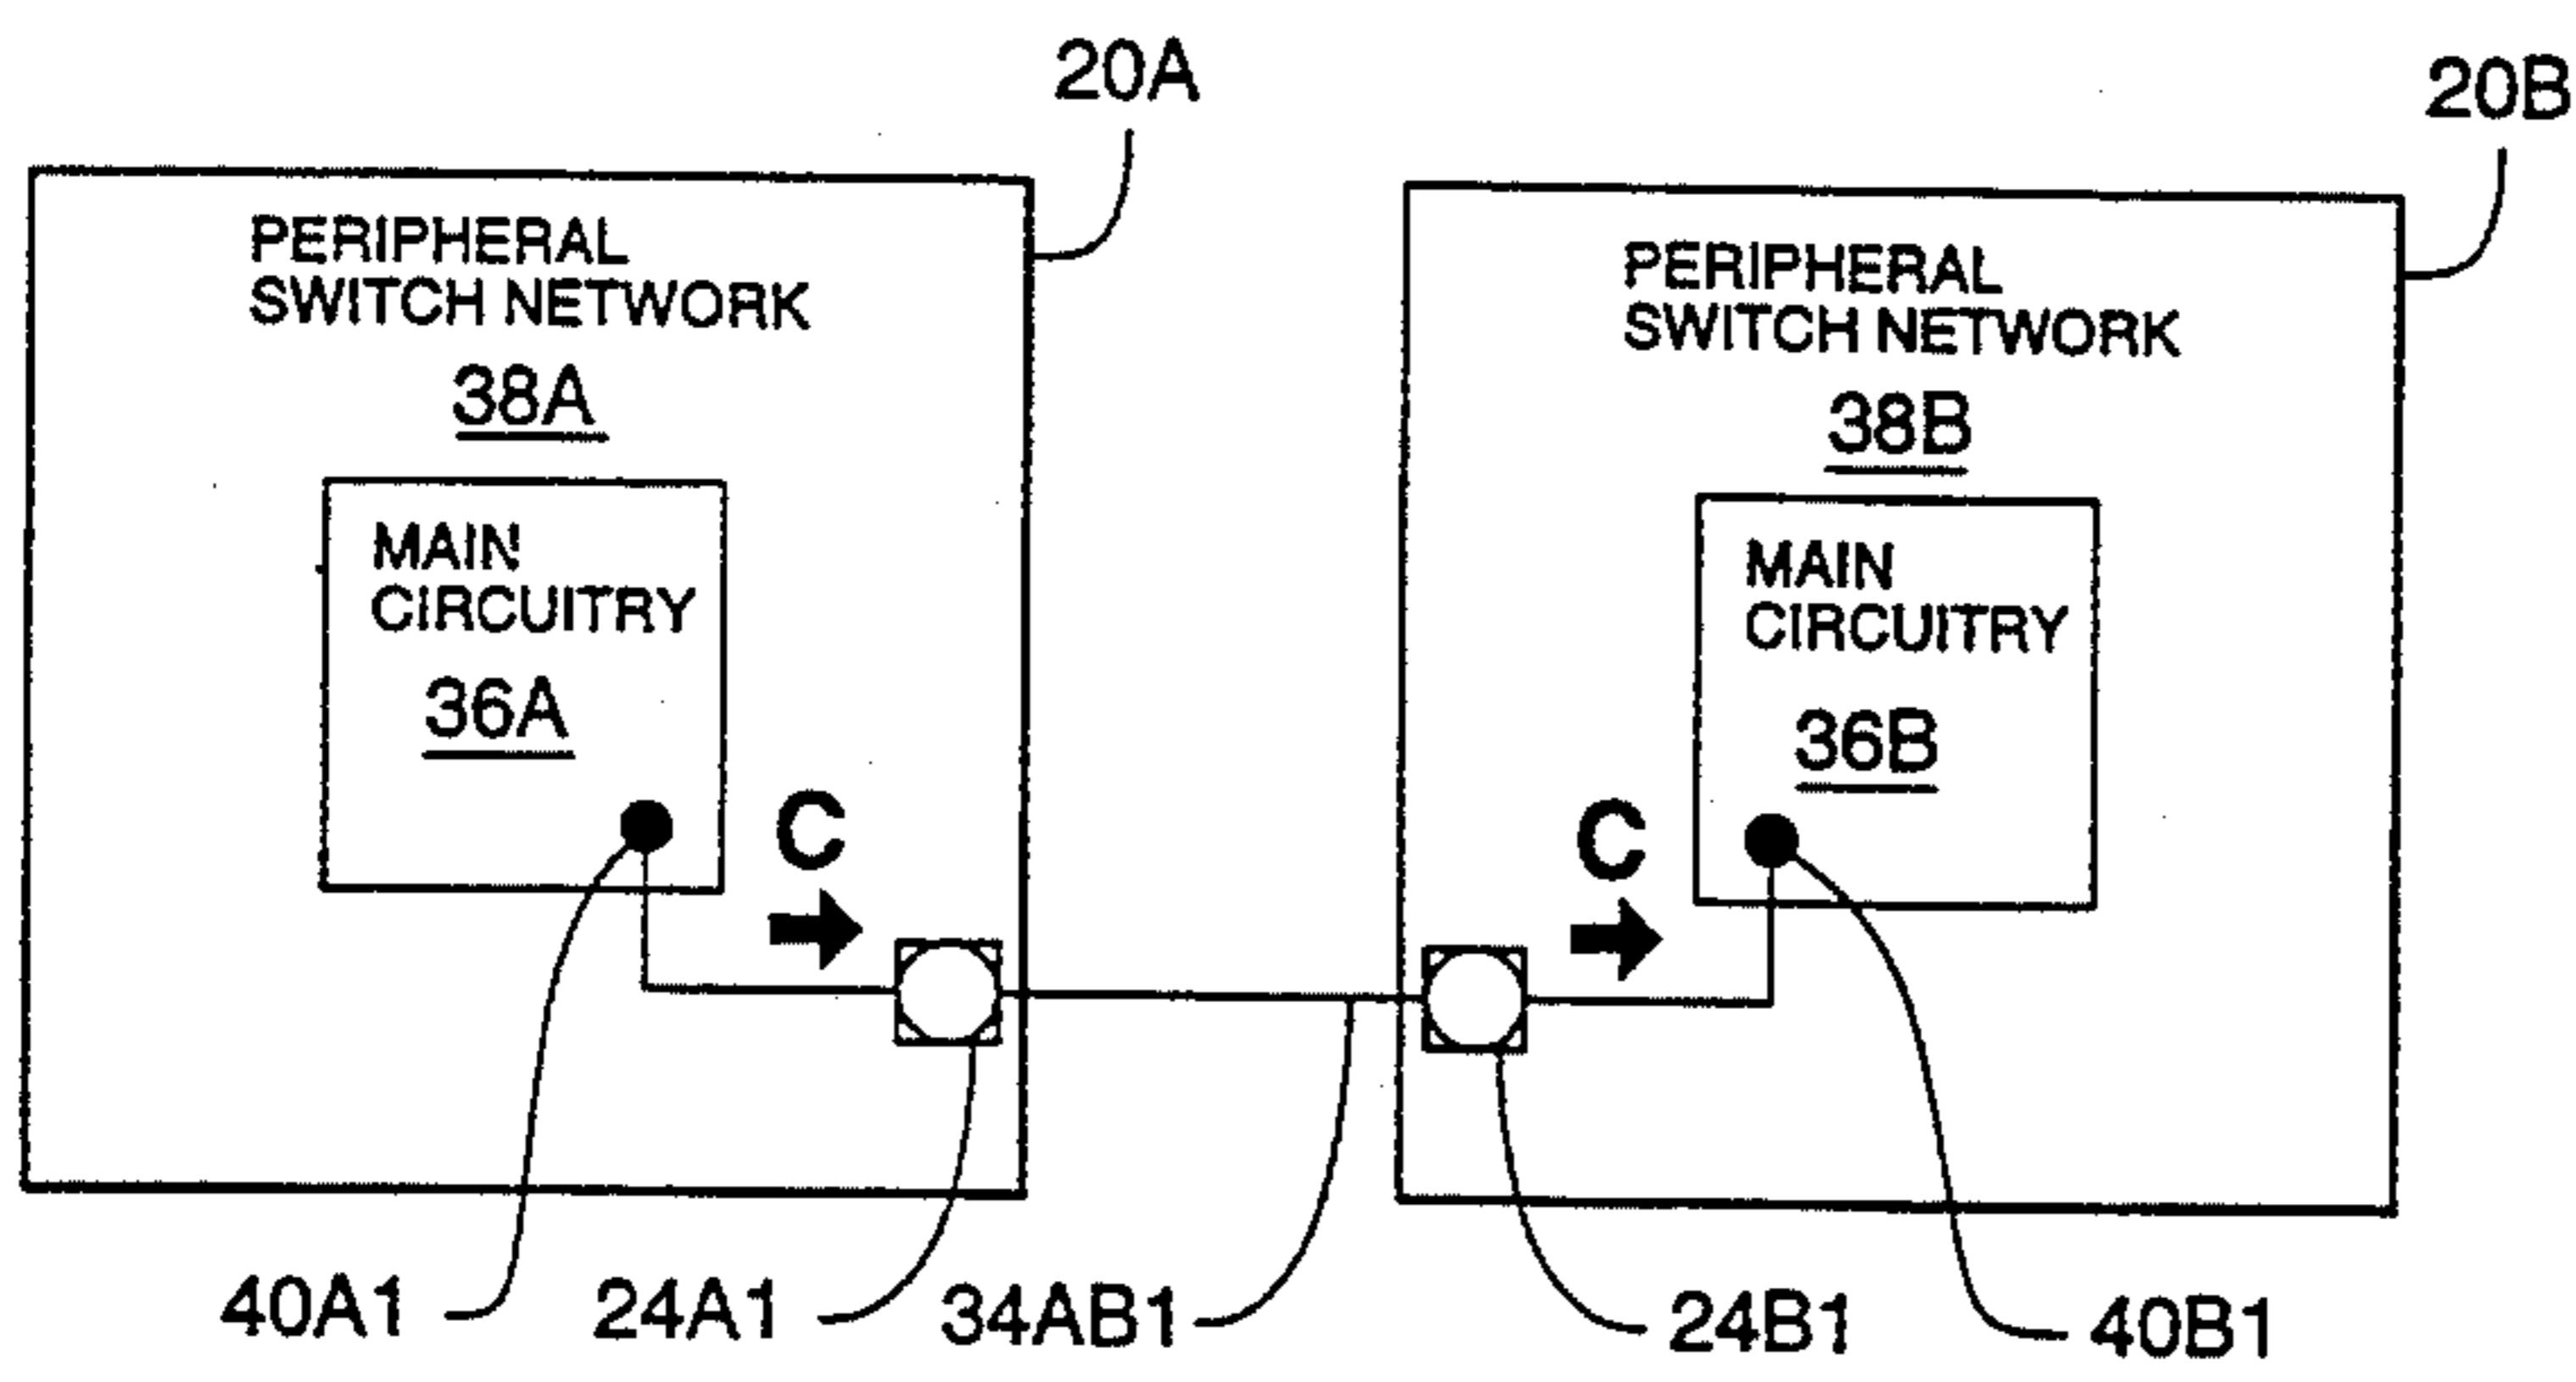 20A
20B
PERIPHERAL
SWITCH NETWORK
38A
PERIPHERAL
SWITCH NETWORK
38B
MAIN
CIRCUITRY
36A
MAIN
CIRCUITRY
36B
C
C
40A1
24A1
34AB1
24B1
40B1